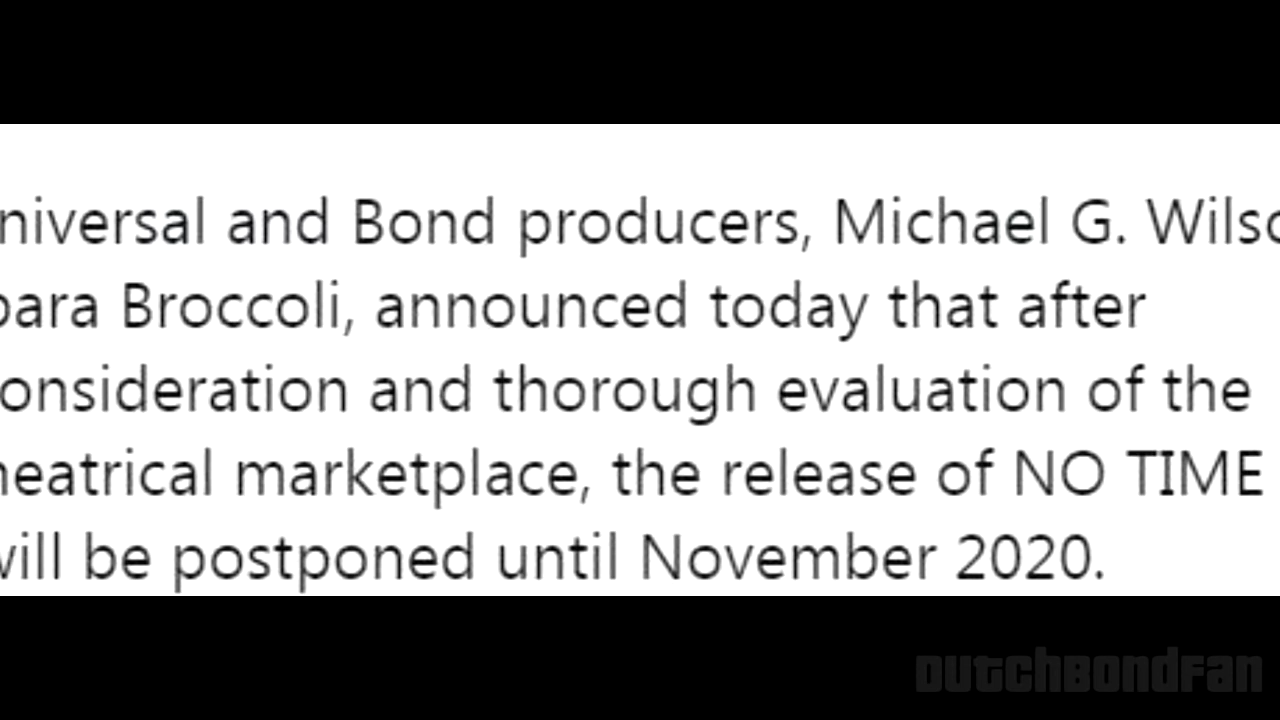 niversal and Bond producers, Michael G. Wilso
bara Broccoli, announced today that after
onsideration and thorough evaluation of the
heatrical marketplace, the release of NO TIME
will be postponed until November 2020.
DUTCHBONDFAN